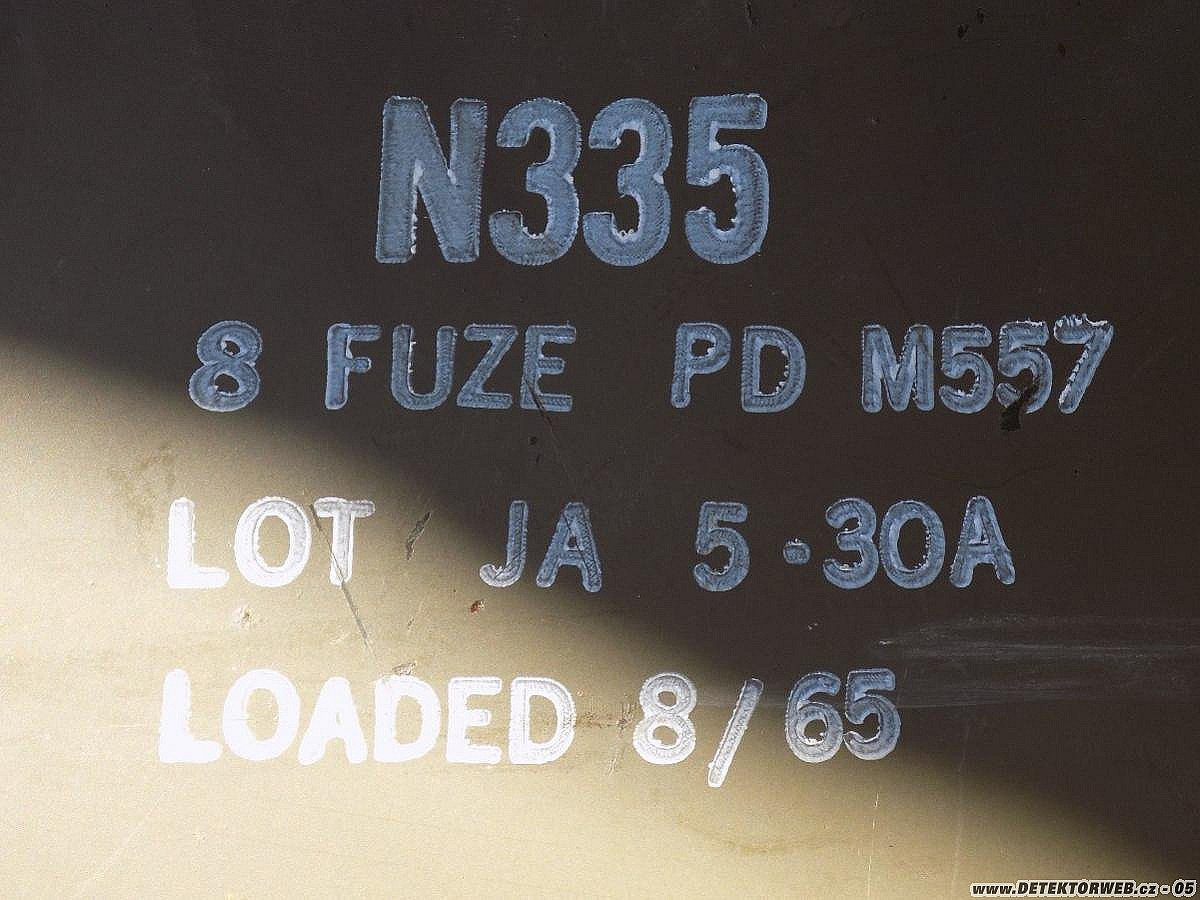 N335
8 FUZE PD M557
LOT JA 5-30A
LOADED 8/65
www.DETEKTORWEB.cz - 05